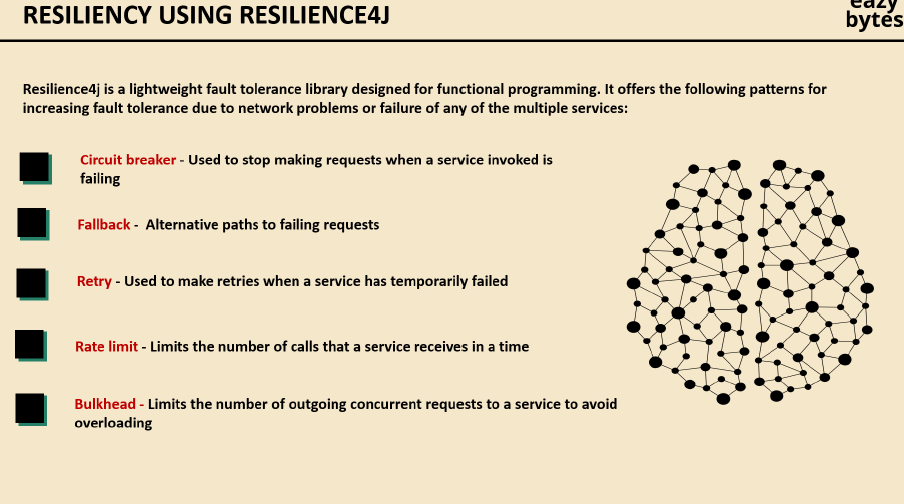 RESILIENCY USING RESILIENCE4J
eazy
bytes
Resilience4j is a lightweight fault tolerance library designed for functional programming. It offers the following patterns for
increasing fault tolerance due to network problems or failure of any of the multiple services:
Circuit breaker - Used to stop making requests when a service invoked is
failing
Fallback - Alternative paths to failing requests
Retry - Used to make retries when a service has temporarily failed
Rate limit - Limits the number of calls that a service receives in a time
Bulkhead - Limits the number of outgoing concurrent requests to a service to avoid
overloading